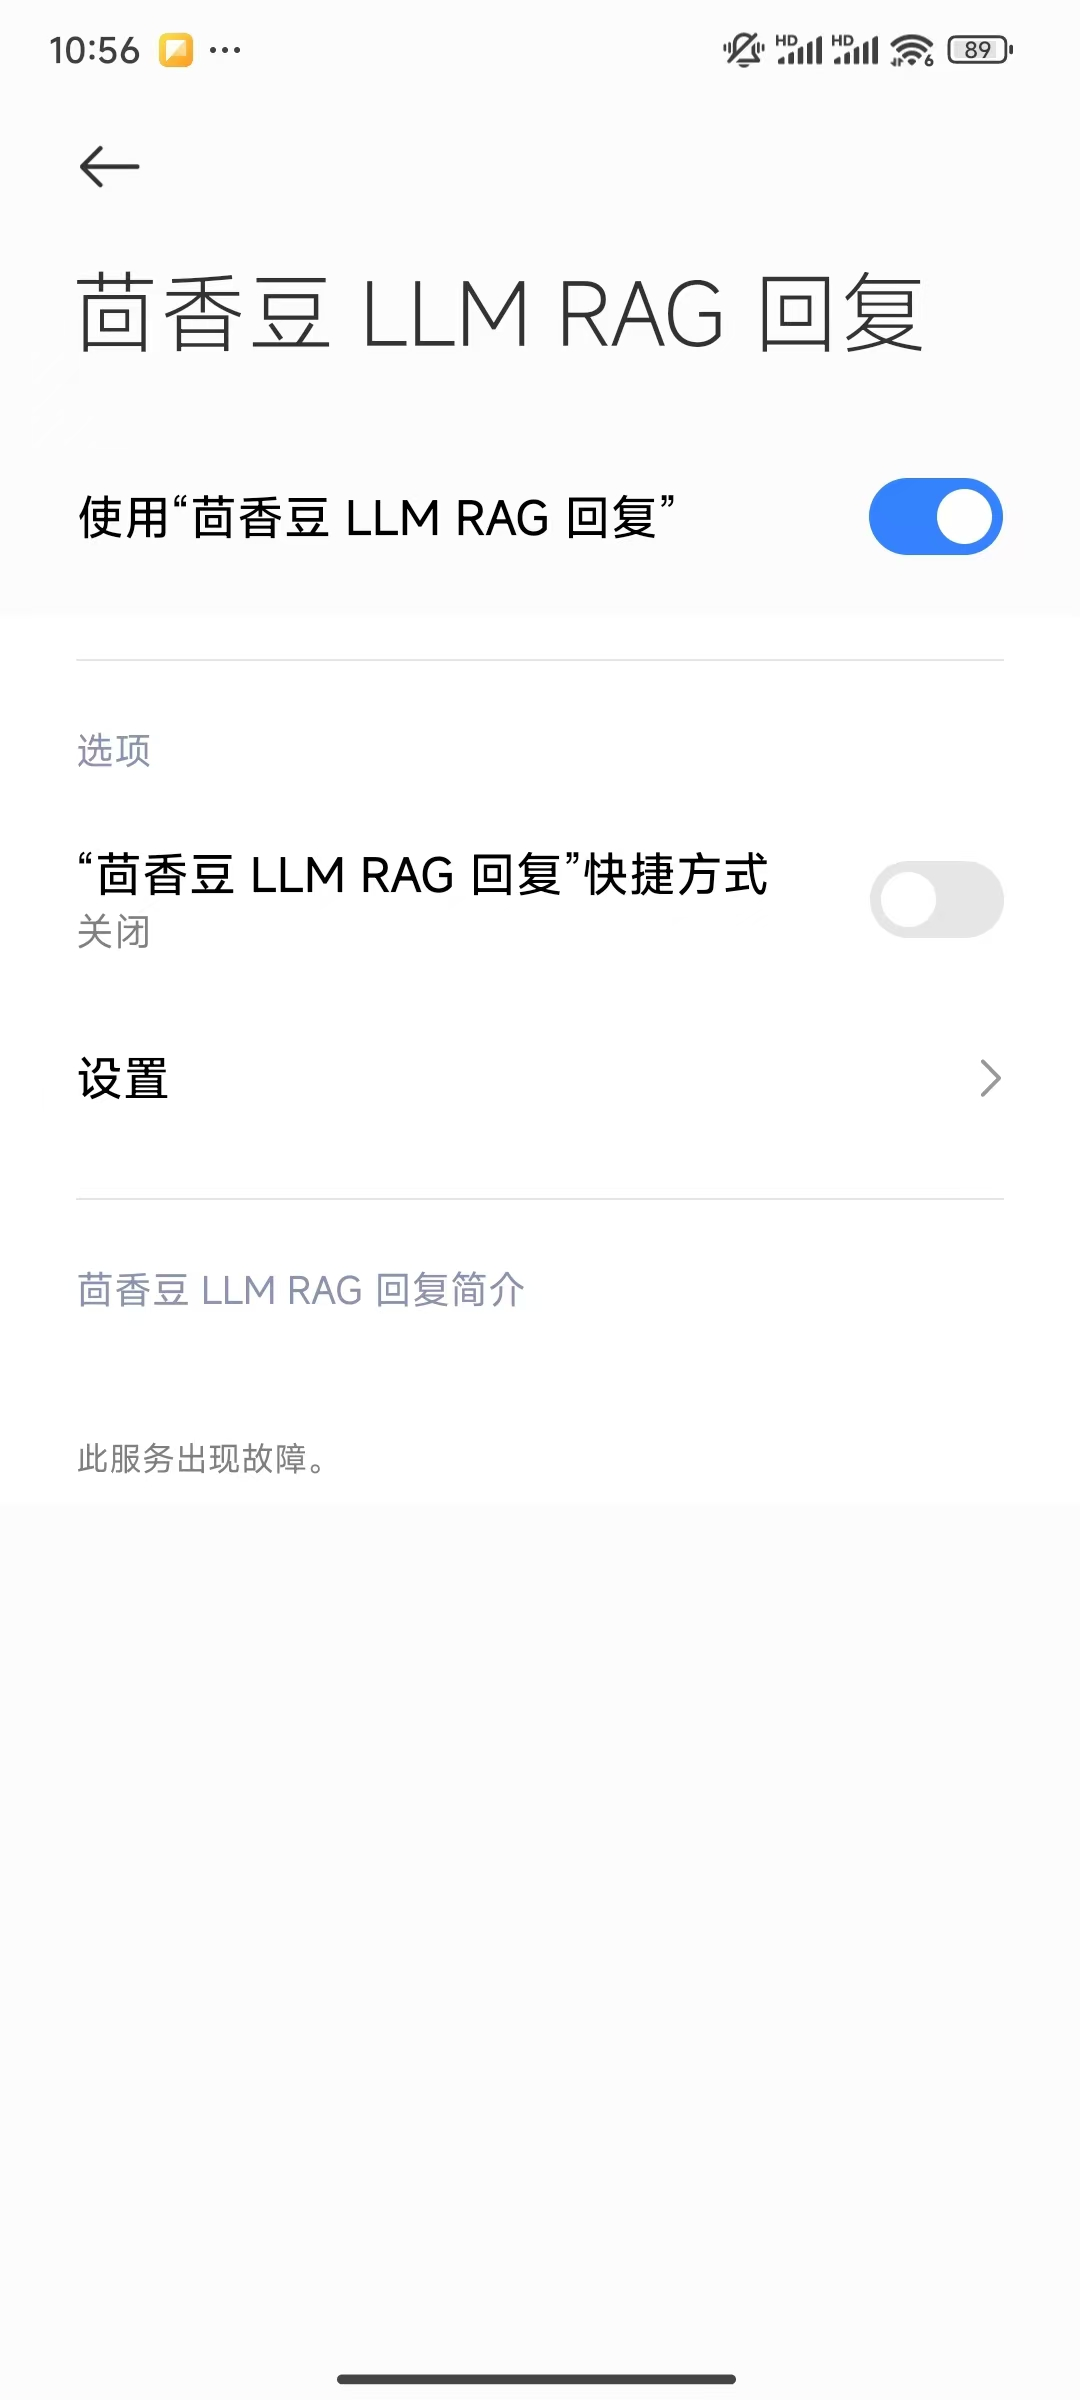 10:56
HD HD 6 89
茴香豆 LLM RAG 回复
使用“茴香豆 LLM RAG 回复”
选项
“茴香豆 LLM RAG 回复”快捷方式
关闭
设置
茴香豆 LLM RAG 回复简介
此服务出现故障。